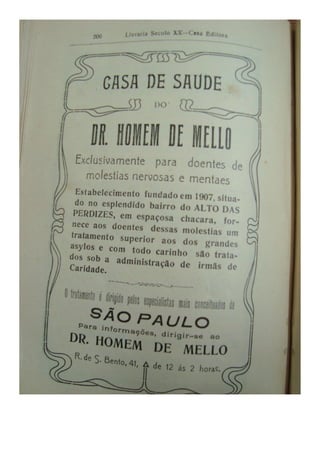 206 Livraria Seculo XX—Casa Editora
CASA DE SAUDE
DO
DR. HOMEM DE MELLO
Exclusivamente para doentes de
molestias nervosas e mentaes
Estabelecimento fundado em 1907, situa-
do no esplendido bairro do ALTO DAS
PERDIZES, em espaçosa chacara, for-
nece aos doentes dessas molestias um
tratamento superior aos dos grandes
asylos e com todo carinho são trata-
dos sob a administração de irmãs de
Caridade.
O tratamento é dirigido pelos especialistas mais conceituados de
SÃO PAULO
Para informações, dirigir-se ao
DR. HOMEM DE MELLO
R. de S. Bento, 41, de 12 ás 2 horas.